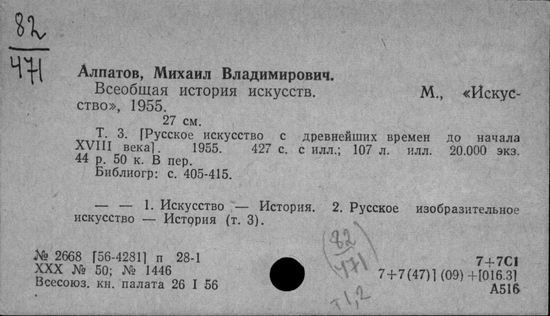 82
471
Алпатов, Михаил Владимирович.
Всеобщая история искусств. М., «Искус-
ство», 1955.
27 см.
Т. 3. [Русское искусство с древнейших времен до начала
XVIII века]. 1955. 427 с. с илл.; 107 л. илл. 20.000 экз.
44 р. 50 к. В пер.
Библиогр: с. 405-415.
— — 1. Искусство — История. 2. Русское изобразительное
искусство — История (т. 3).
№ 2668 [56-4281] п 28-1
XXX № 50; № 1446
Всесоюз. кн. палата 26 I 56
(82
471)
т 1,2
7+7С1
7+7(47)] (09) +[016.3]
А516